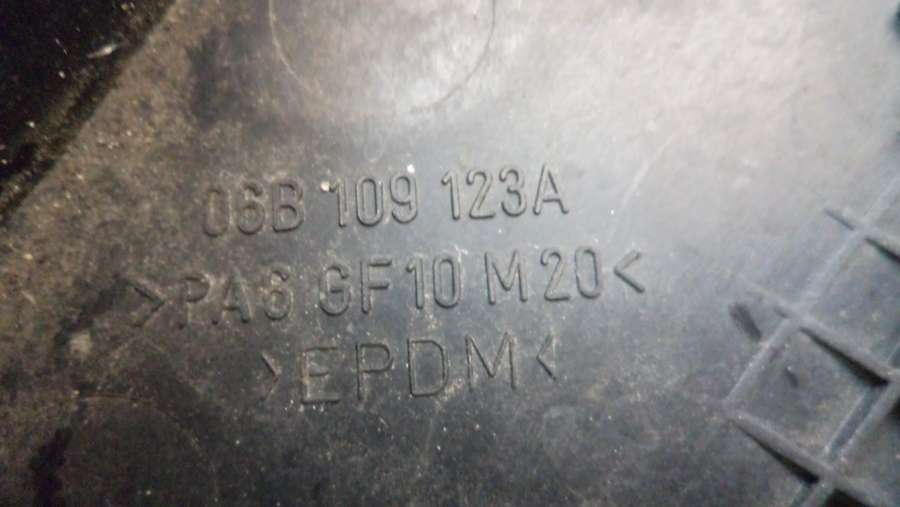 06B 109 123A
>PA6 GF10 M20<
>EPDM<